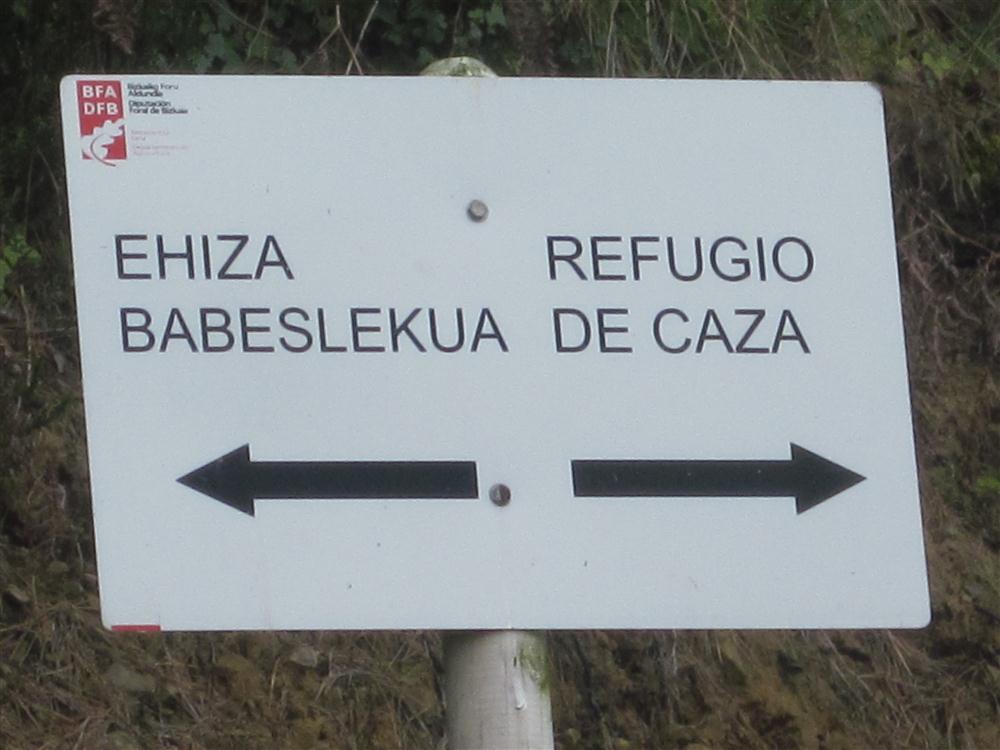 BFA
DFB
Bizkaiko Foru
Aldundia
Diputación
Foral de Bizkaia
EHIZA
BABESLEKUA
REFUGIO
DE CAZA